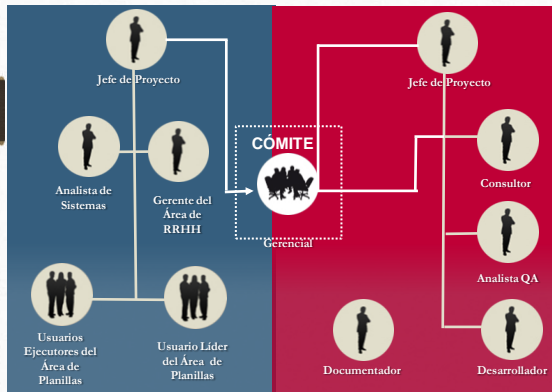 Jefe de Proyecto
Jefe de Proyecto
CÓMITE
Gerencial
Analista de
Sistemas
Gerente del
Área de
RRHH
Consultor
Analista QA
Usuarios
Ejecutores del
Área de
Planillas
Usuario Líder
del Área de
Planillas
Documentador
Desarrollador